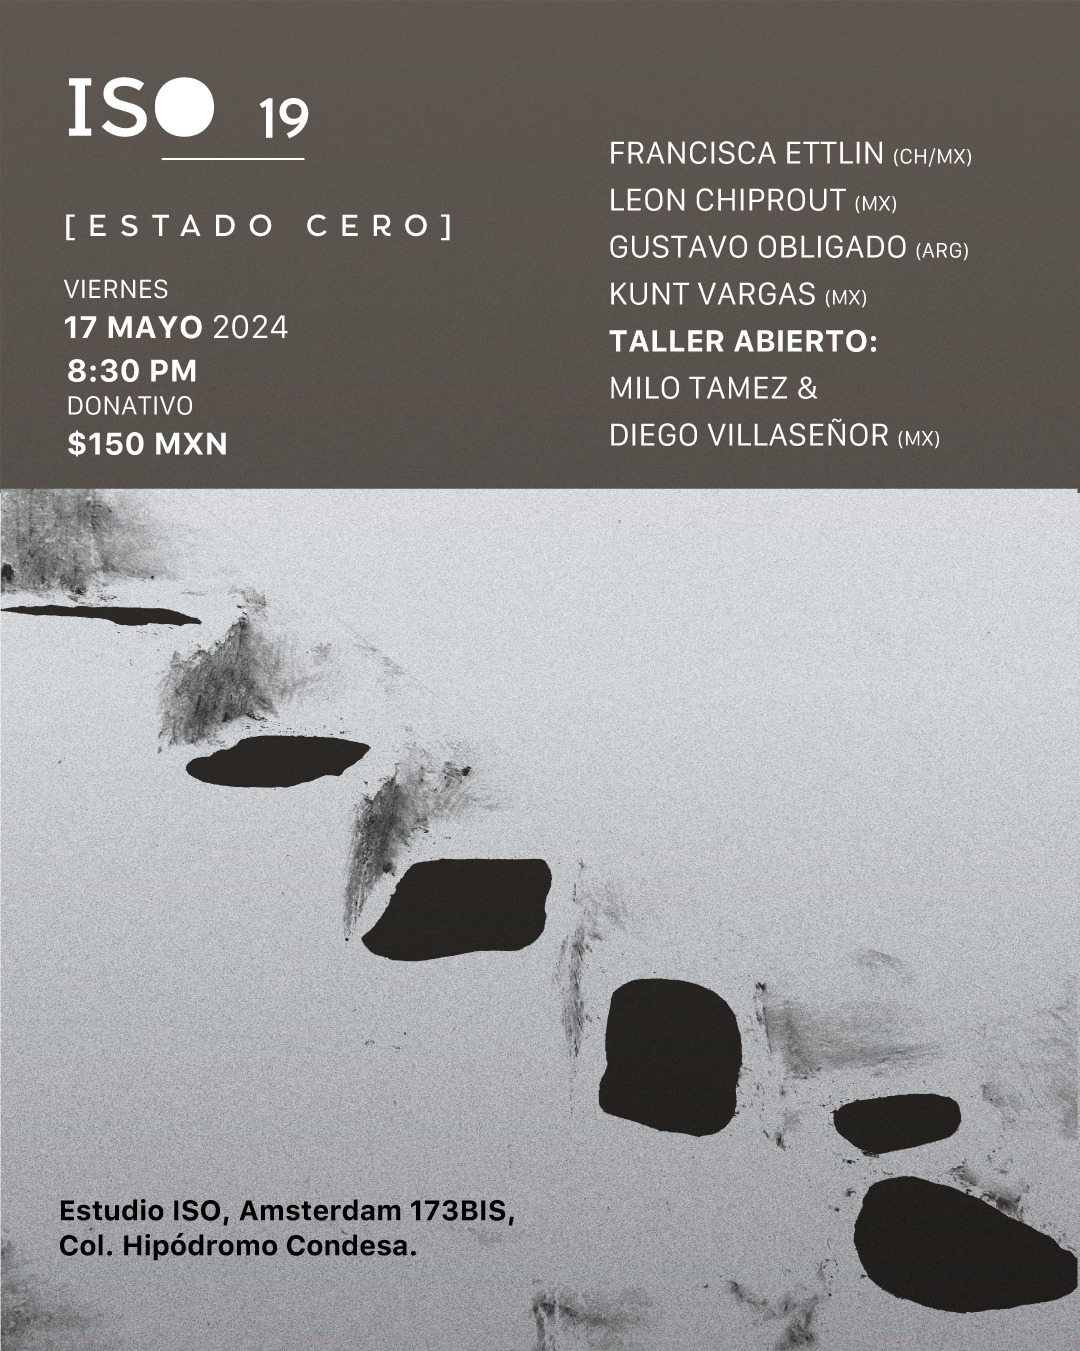 ISO 19
[ESTADO CERO]
VIERNES
17 MAYO 2024
8:30 PM
DONATIVO
$150 MXN
FRANCISCA ETTLIN (CH/MX)
LEON CHIPROUT (MX)
GUSTAVO OBLIGADO (ARG)
KUNT VARGAS (MX)
TALLER ABIERTO:
MILO TAMEZ &
DIEGO VILLASEÑOR (MX)
Estudio ISO, Amsterdam 173BIS,
Col. Hipódromo Condesa.